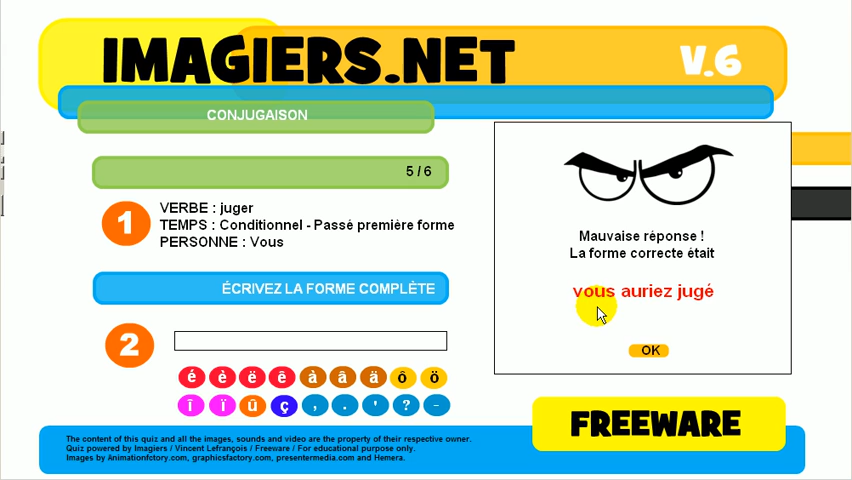 IMAGIERS.NET
V.6
CONJUGAISON
5 / 6
1
VERBE : juger
TEMPS : Conditionnel - Passé première forme
PERSONNE : Vous
Mauvaise réponse !
La forme correcte était
vous auriez jugé
OK
ÉCRIVEZ LA FORME COMPLÈTE
2
é è ë ê à â ä ô ö
î ï û ç , . ' ? -
FREEWARE
The content of this quiz and all the images, sounds and video are the property of their respective owner.
Quiz powered by Imagiers / Vincent Lefrançois / Freeware / For educational purpose only.
Images by Animationfctory.com, graphicsfactory.com, presentermedia.com and Hemera.